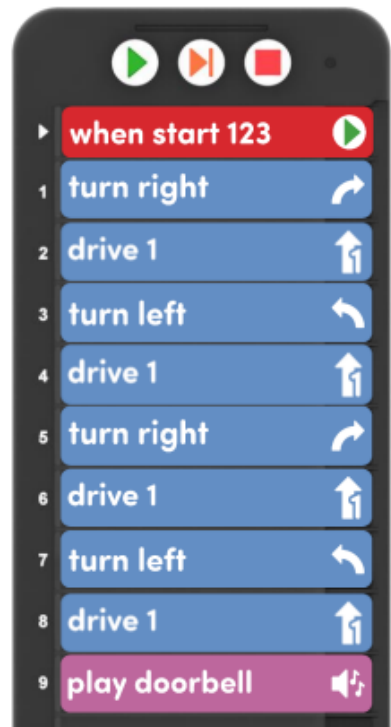 when start 123
1 turn right
2 drive 1
3 turn left
4 drive 1
5 turn right
6 drive 1
7 turn left
8 drive 1
9 play doorbell